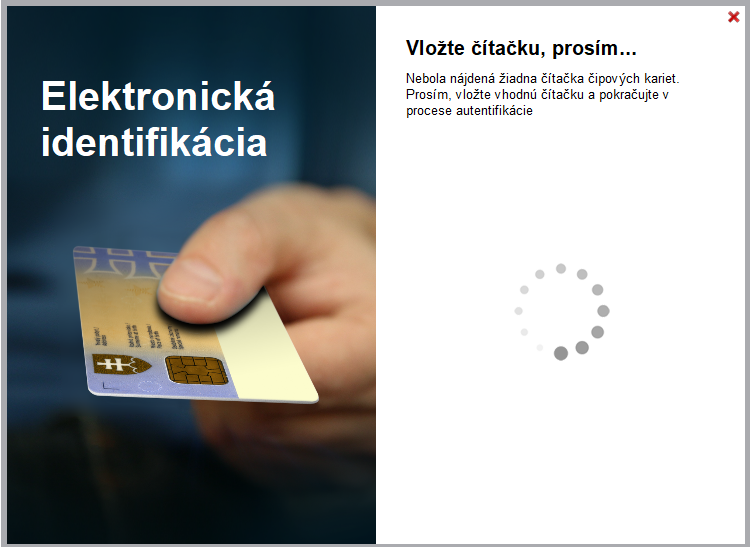 Elektronická
identifikácia
Vložte čítačku, prosím...
Nebola nájdená žiadna čítačka čipových kariet.
Prosím, vložte vhodnú čítačku a pokračujte v
procese autentifikácie